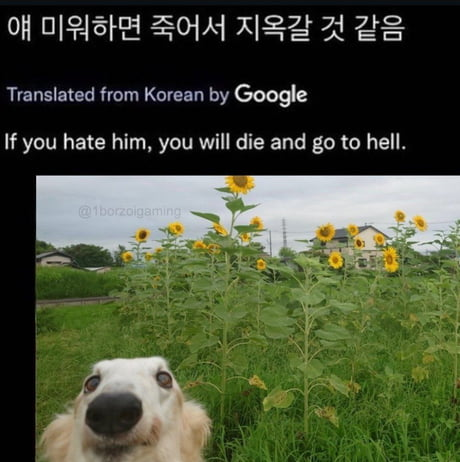 얘 미워하면 죽어서 지옥갈 것 같음
Translated from Korean by Google
If you hate him, you will die and go to hell.
@1borzoigaming